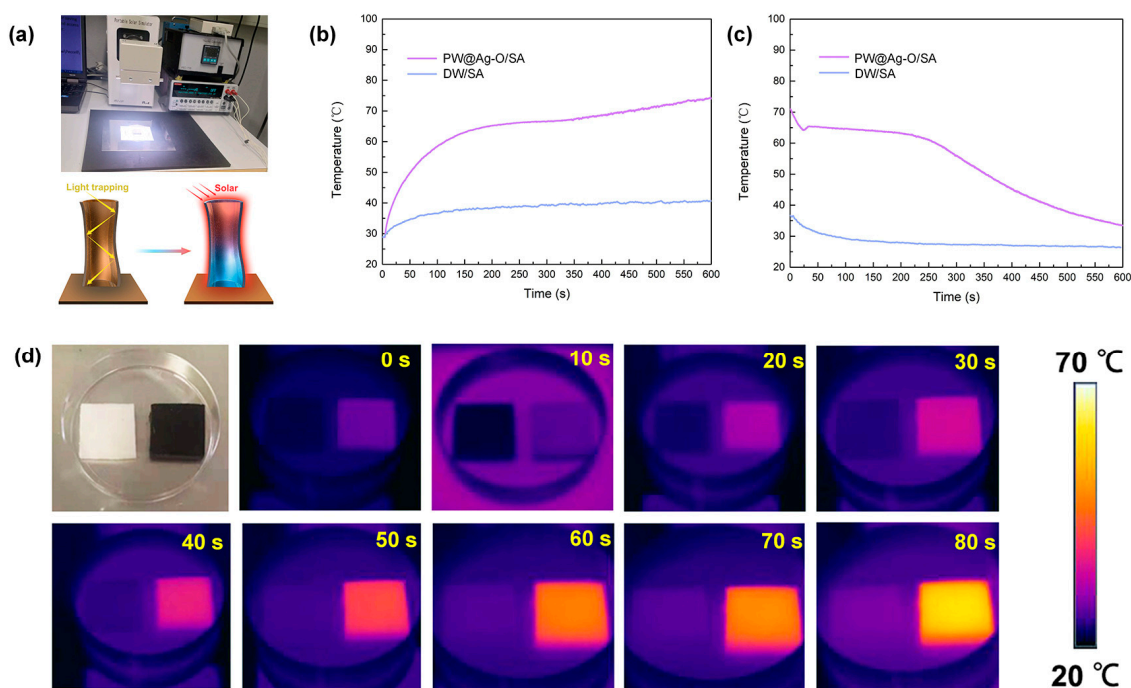 (a)
Portable Solar Simulator
Light trapping
Solar
(b)
100
90
80
70
60
50
40
30
20
Temperature (℃)
PW@Ag-O/SA
DW/SA
0 50 100 150 200 250 300 350 400 450 500 550 600
Time (s)
(c)
100
90
80
70
60
50
40
30
20
Temperature (℃)
PW@Ag-O/SA
DW/SA
0 50 100 150 200 250 300 350 400 450 500 550 600
Time (s)
(d)
0 s
10 s
20 s
30 s
70 ℃
40 s
50 s
60 s
70 s
80 s
20 ℃